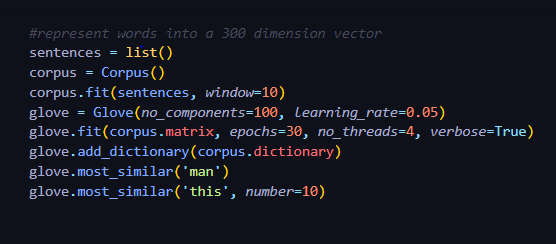 #represent words into a 300 dimension vector
sentences = list()
corpus = Corpus()
corpus.fit(sentences, window=10)
glove = Glove(no_components=100, learning_rate=0.05)
glove.fit(corpus.matrix, epochs=30, no_threads=4, verbose=True)
glove.add_dictionary(corpus.dictionary)
glove.most_similar('man')
glove.most_similar('this', number=10)